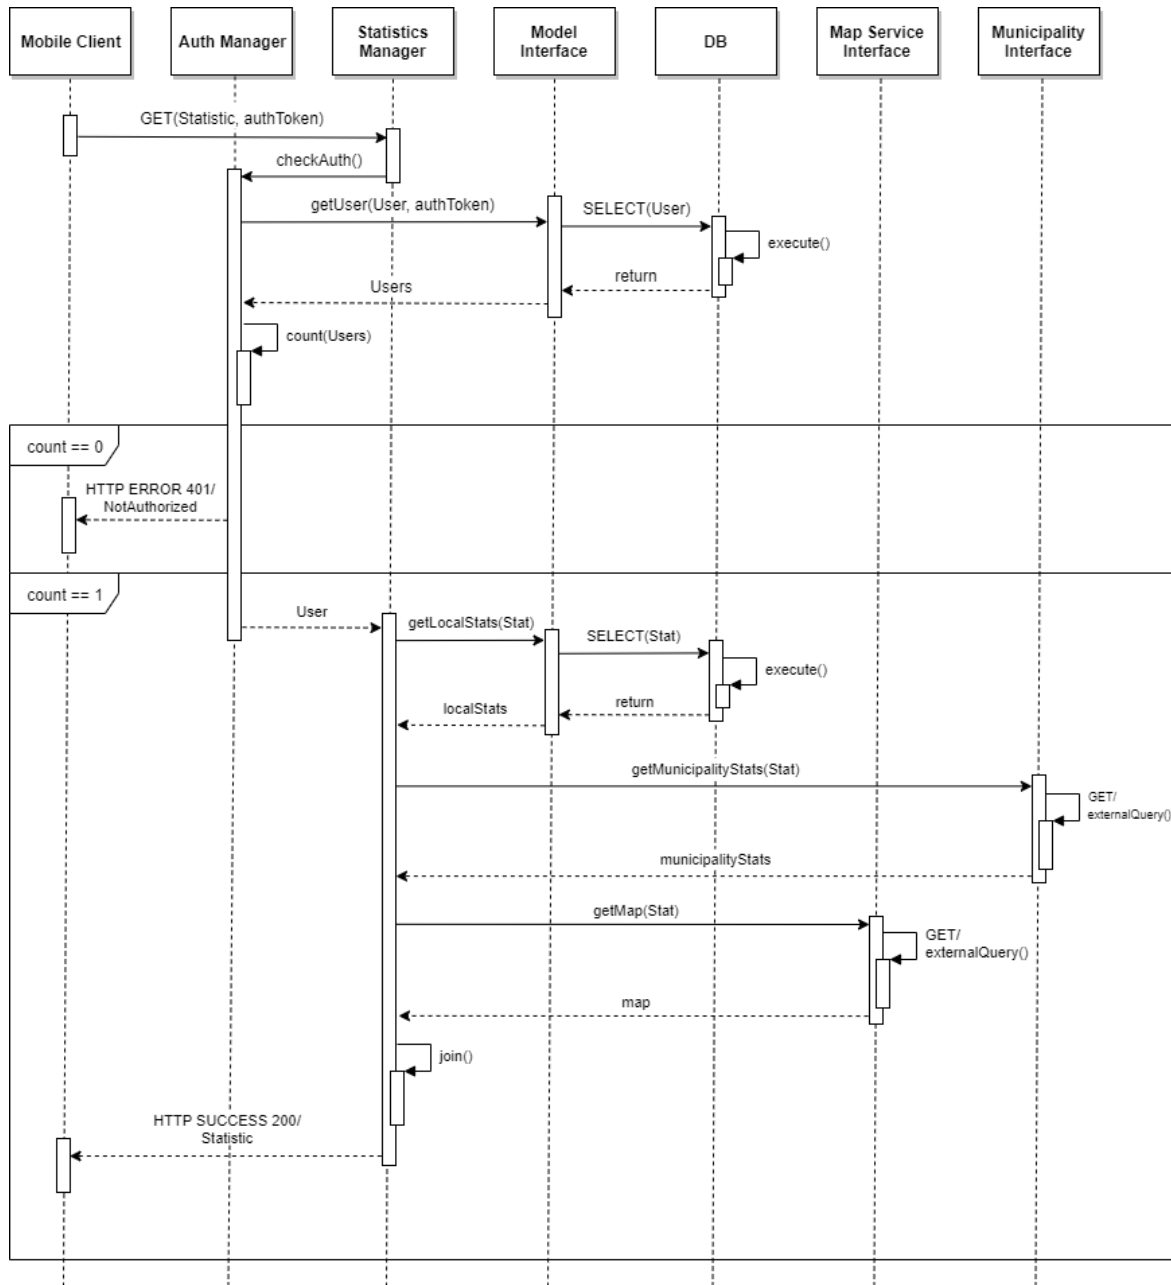 Mobile Client
Auth Manager
Statistics
Manager
Model
Interface
DB
Map Service
Interface
Municipality
Interface
GET(Statistic, authToken)
checkAuth()
getUser(User, authToken)
SELECT(User)
execute()
return
Users
count(Users)
count == 0
HTTP ERROR 401/
NotAuthorized
count == 1
User
getLocalStats(Stat)
SELECT(Stat)
execute()
return
localStats
getMunicipalityStats(Stat)
GET/
externalQuery()
municipalityStats
getMap(Stat)
GET/
externalQuery()
map
join()
HTTP SUCCESS 200/
Statistic